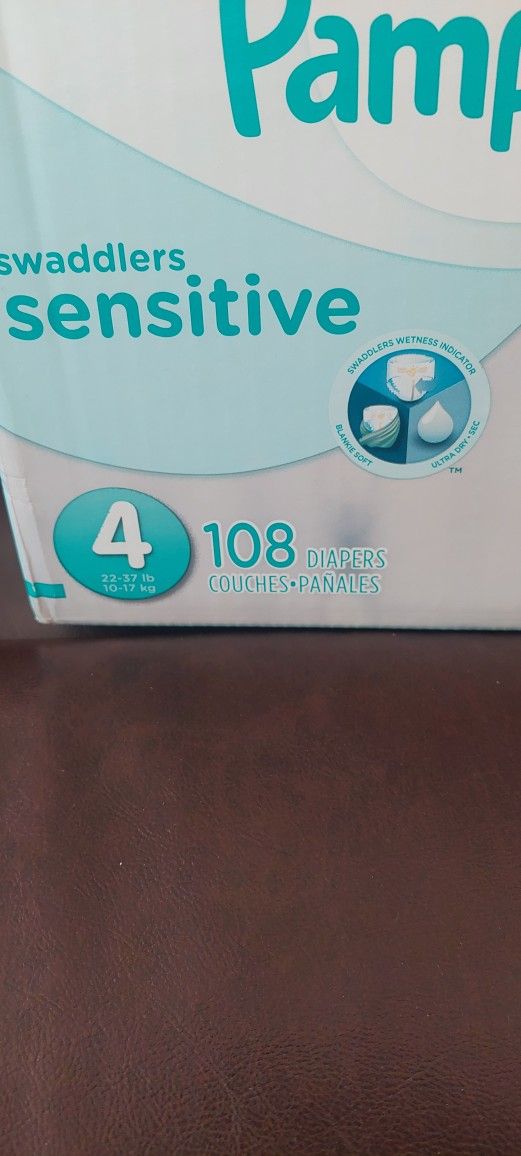 Pamp
swaddlers
sensitive
SWADDLERS WETNESS INDICATOR
BLANKIE SOFT
ULTRA DRY•SEC
TM
4
22-37 lb
10-17 kg
108 DIAPERS
COUCHES•PAÑALES